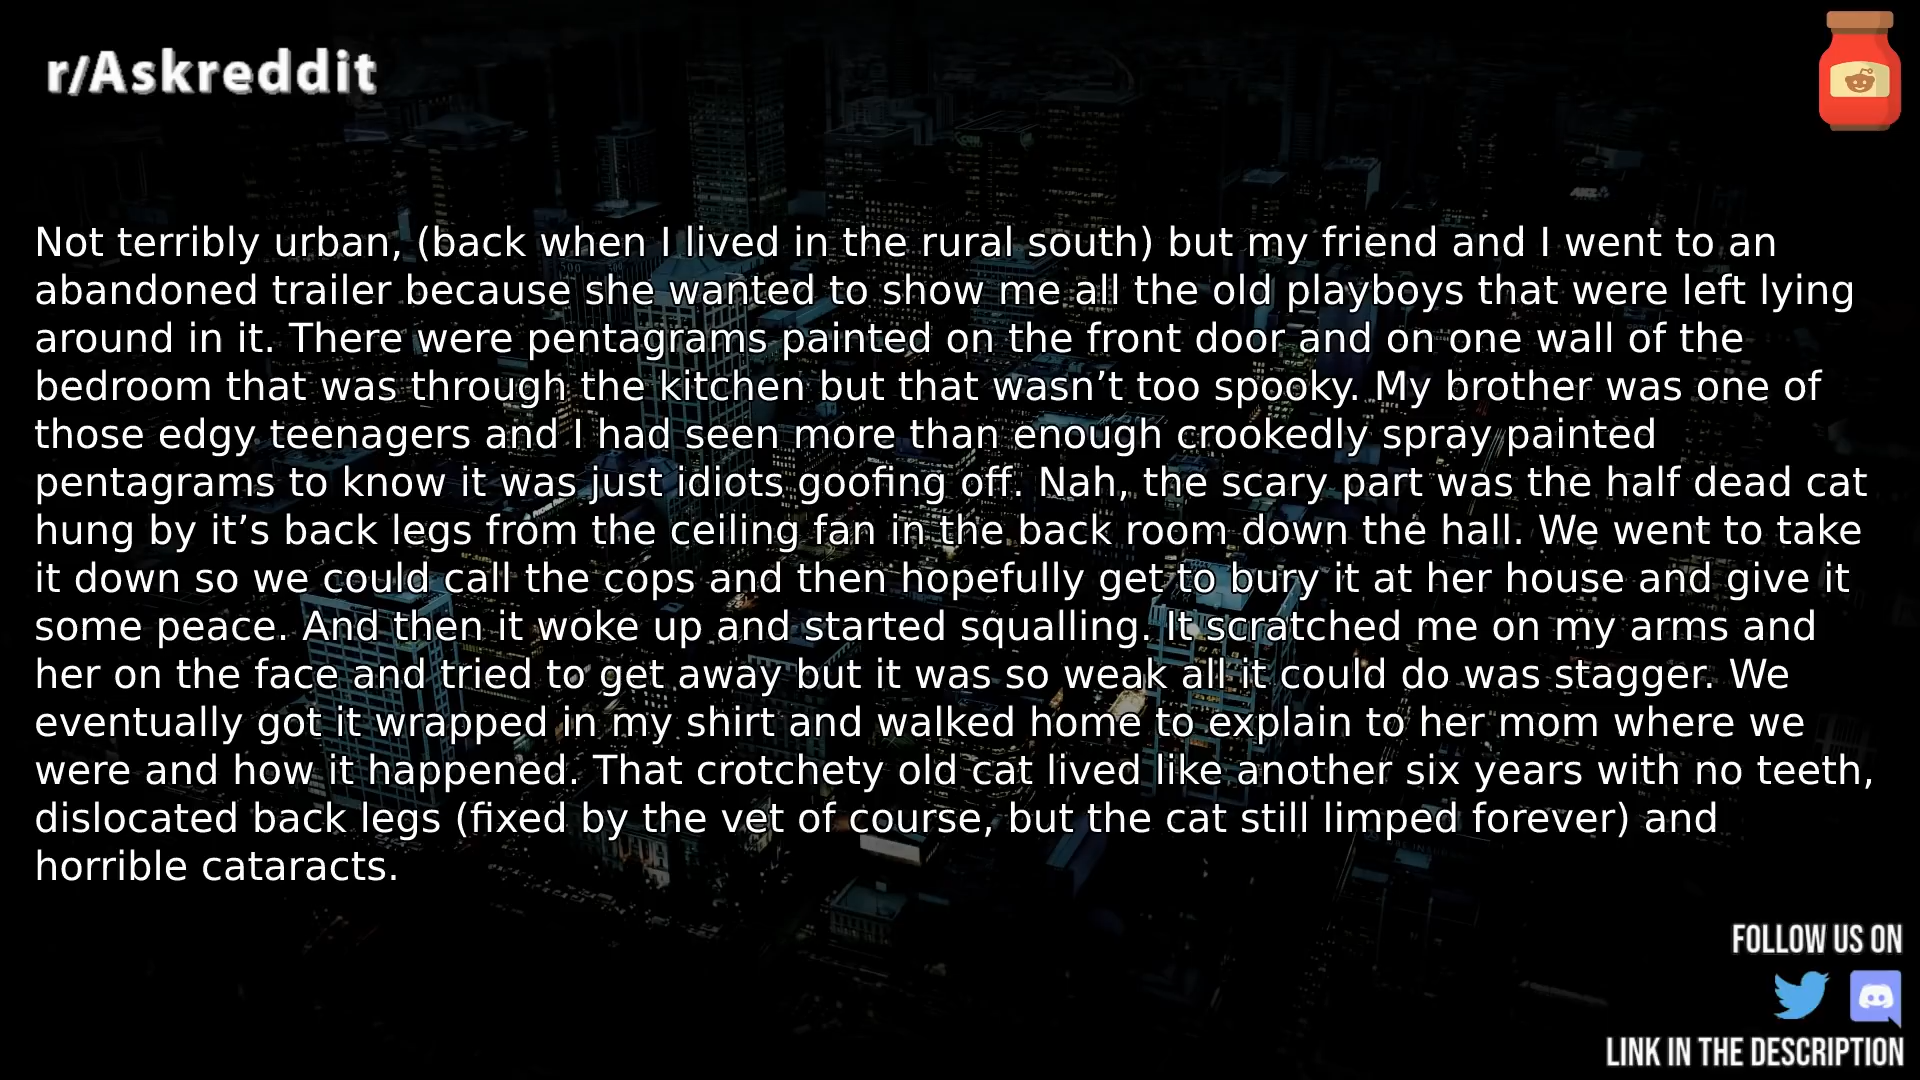 r/Askreddit
Not terribly urban, (back when I lived in the rural south) but my friend and I went to an
abandoned trailer because she wanted to show me all the old playboys that were left lying
around in it. There were pentagrams painted on the front door and on one wall of the
bedroom that was through the kitchen but that wasn’t too spooky. My brother was one of
those edgy teenagers and I had seen more than enough crookedly spray painted
pentagrams to know it was just idiots goofing off. Nah, the scary part was the half dead cat
hung by it’s back legs from the ceiling fan in the back room down the hall. We went to take
it down so we could call the cops and then hopefully get to bury it at her house and give it
some peace. And then it woke up and started squalling. It scratched me on my arms and
her on the face and tried to get away but it was so weak all it could do was stagger. We
eventually got it wrapped in my shirt and walked home to explain to her mom where we
were and how it happened. That crotchety old cat lived like another six years with no teeth,
dislocated back legs (fixed by the vet of course, but the cat still limped forever) and
horrible cataracts.
FOLLOW US ON
LINK IN THE DESCRIPTION